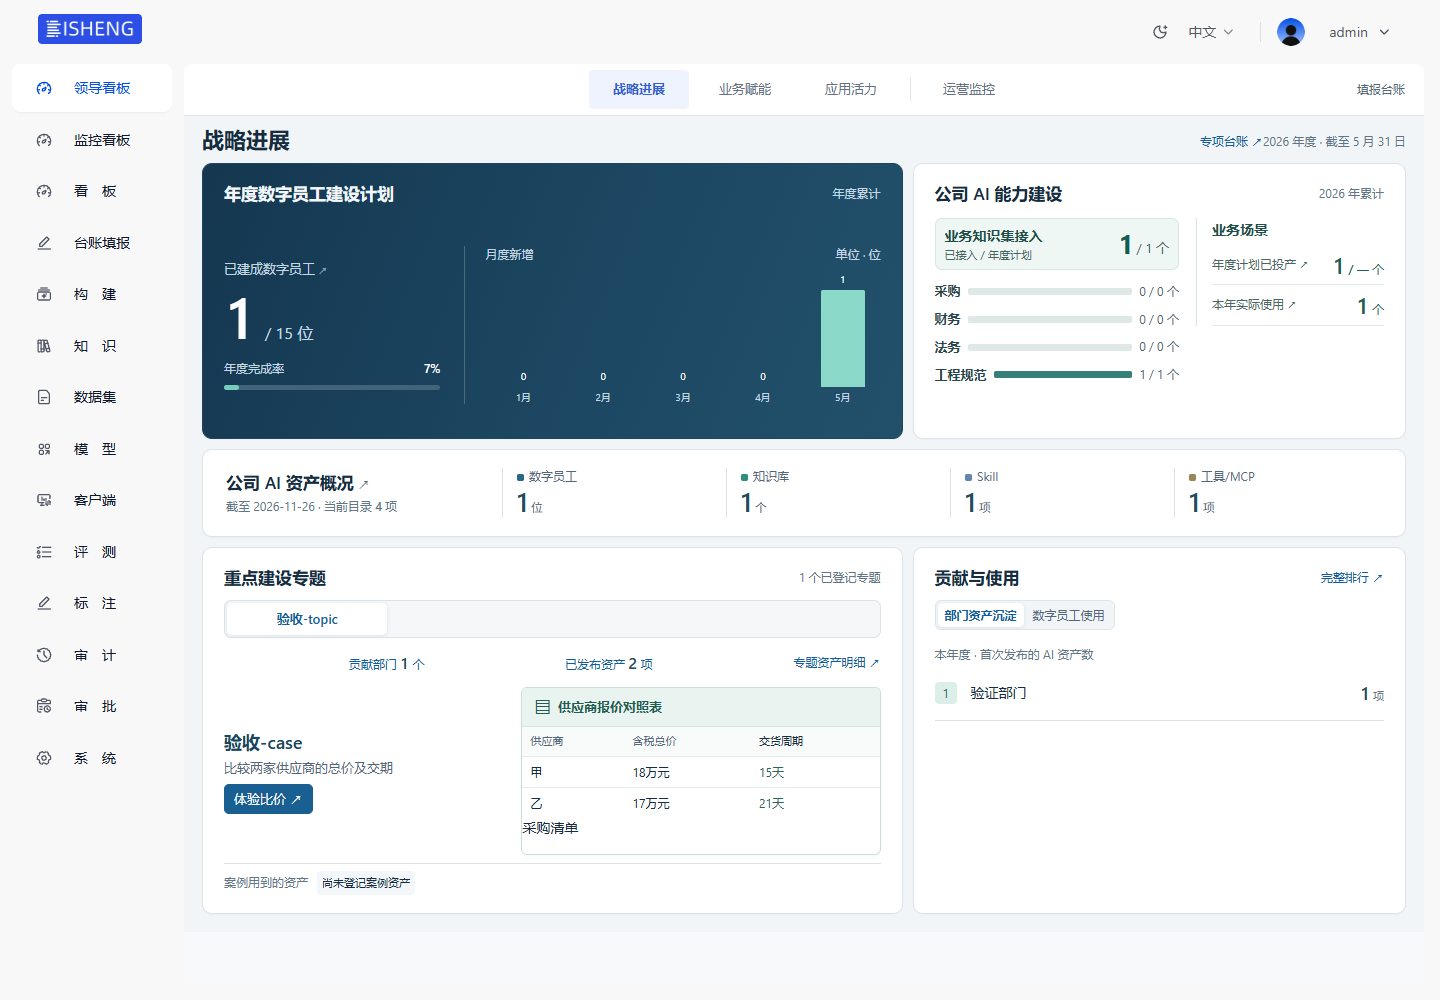 EISHENG
中文
admin
领导看板
监控看板
看 板
台账填报
构 建
知 识
数据集
模 型
客户端
评 测
标 注
审 计
审 批
系 统
战略进展
业务赋能
应用活力
运营监控
填报台账
战略进展
专项台账 ↗ 2026 年度 · 截至 5 月 31 日
年度数字员工建设计划
年度累计
已建成数字员工 ↗
1 / 15 位
年度完成率 7%
月度新增
单位 · 位
0 0 0 0 1
1月 2月 3月 4月 5月
公司 AI 能力建设
2026 年累计
业务知识集接入
已接入 / 年度计划
1 / 1 个
采购 0 / 0 个
财务 0 / 0 个
法务 0 / 0 个
工程规范 1 / 1 个
业务场景
年度计划已投产 ↗ 1 / — 个
本年实际使用 ↗ 1 个
公司 AI 资产概况 ↗
截至 2026-11-26 · 当前目录 4 项
数字员工
1 位
知识库
1 个
Skill
1 项
工具/MCP
1 项
重点建设专题
1 个已登记专题
验收-topic
贡献部门 1 个
已发布资产 2 项
专题资产明细 ↗
验收-case
比较两家供应商的总价及交期
体验比价 ↗
供应商报价对照表
供应商 含税总价 交货周期
甲 18万元 15天
乙 17万元 21天
采购清单
案例用到的资产 尚未登记案例资产
贡献与使用
完整排行 ↗
部门资产沉淀 数字员工使用
本年度 · 首次发布的 AI 资产数
1 验证部门 1 项